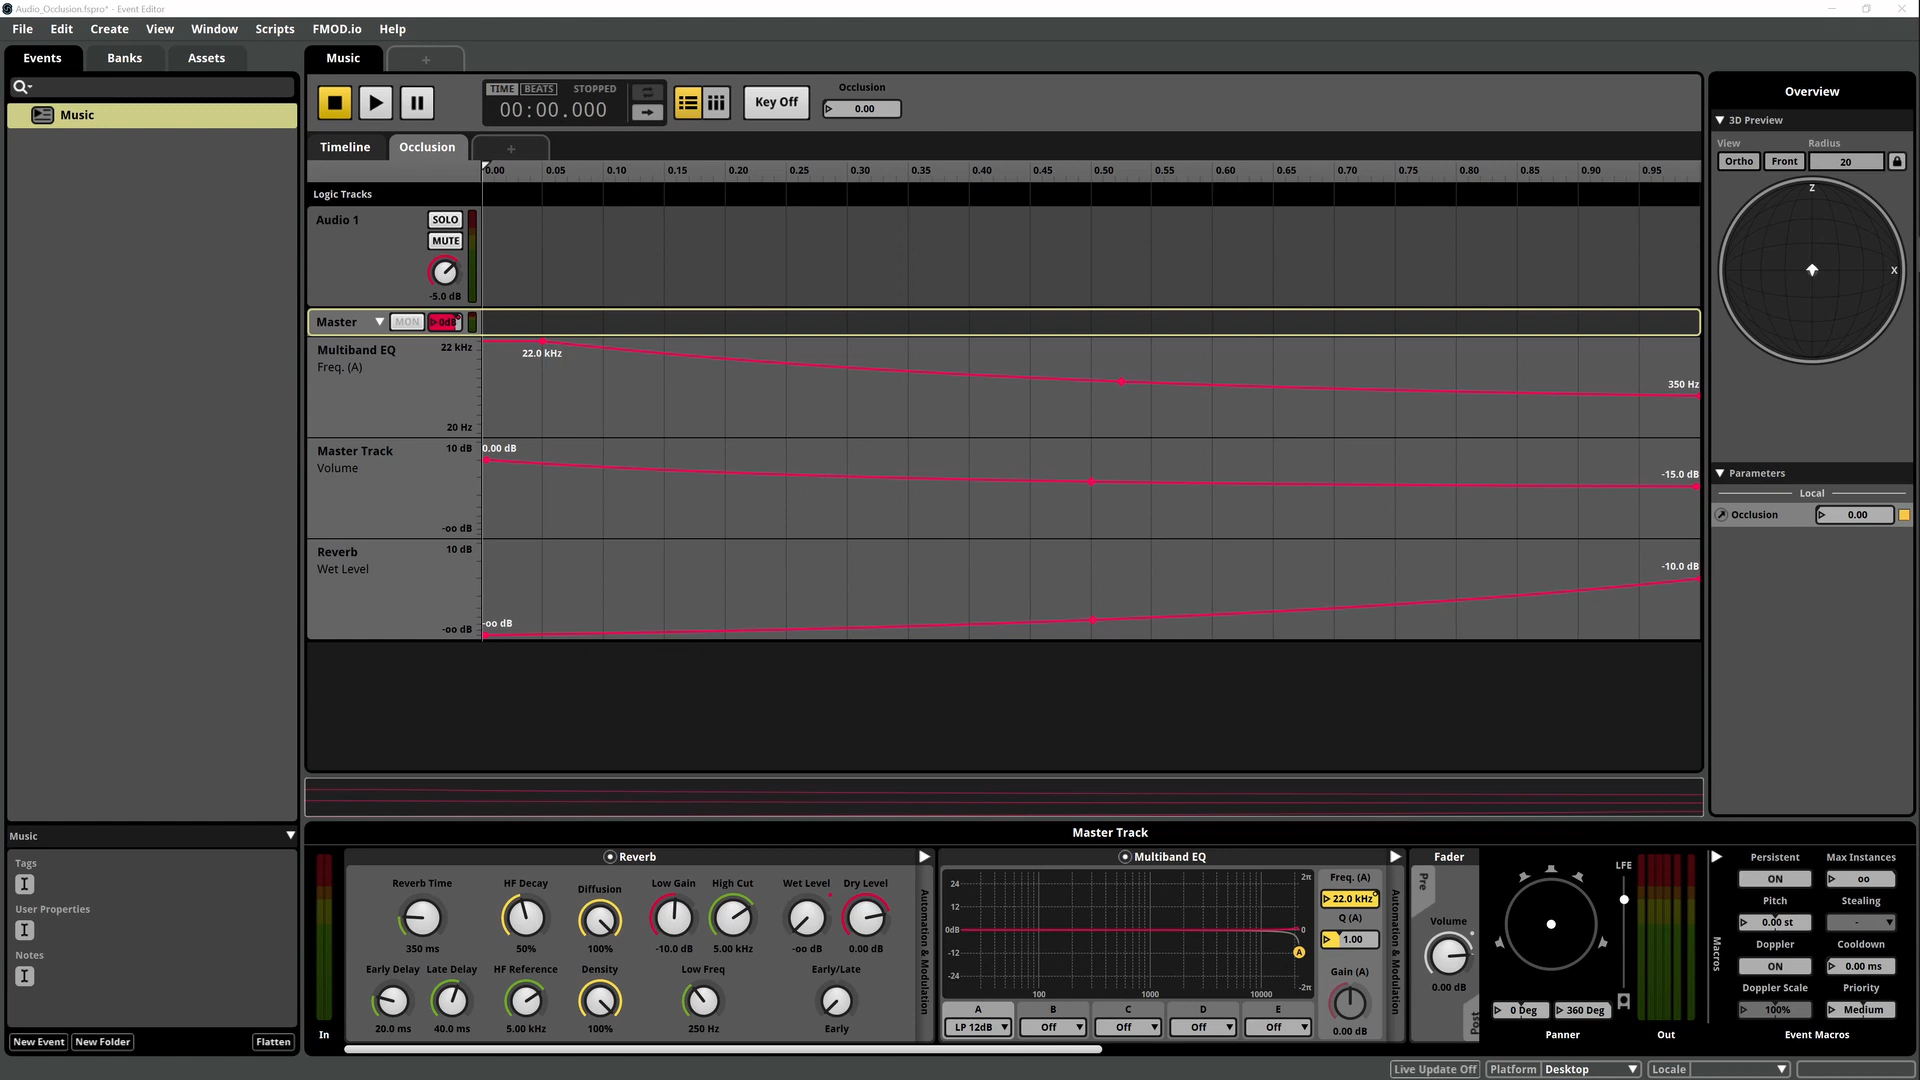 Audio_Occlusion.fspro* - Event Editor
File Edit Create View Window Scripts FMOD.io Help
Events Banks Assets
Music +
Music
TIME BEATS STOPPED
00:00.000
Key Off
Occlusion
0.00
Timeline Occlusion +
0.00 0.05 0.10 0.15 0.20 0.25 0.30 0.35 0.40 0.45 0.50 0.55 0.60 0.65 0.70 0.75 0.80 0.85 0.90 0.95
Logic Tracks
Audio 1
SOLO
MUTE
-5.0 dB
Master MON 0dB
Multiband EQ
Freq. (A)
22 kHz
20 Hz
22.0 kHz
350 Hz
Master Track
Volume
10 dB
-oo dB
0.00 dB
-15.0 dB
Reverb
Wet Level
10 dB
-oo dB
-oo dB
-10.0 dB
Overview
3D Preview
View Radius
Ortho Front 20
Z
X
Parameters
Local
Occlusion 0.00
Music
Tags
User Properties
Notes
New Event New Folder Flatten
Master Track
In
Reverb
Reverb Time
350 ms
HF Decay
50%
Diffusion
100%
Low Gain
-10.0 dB
High Cut
5.00 kHz
Wet Level
-oo dB
Dry Level
0.00 dB
Early Delay
20.0 ms
Late Delay
40.0 ms
HF Reference
5.00 kHz
Density
100%
Low Freq
250 Hz
Early/Late
Early
Automation & Modulation
Multiband EQ
24
12
0dB
-12
-24
2π
0
-2π
A
100 1000 10000
A B C D E
LP 12dB Off Off Off Off
Freq. (A)
22.0 kHz
Q (A)
1.00
Gain (A)
0.00 dB
Automation & Modulation
Fader
Pre
Volume
0.00 dB
Post
LFE
0 Deg 360 Deg
Panner
Out
Macros
Persistent
ON
Pitch
0.00 st
Doppler
ON
Doppler Scale
100%
Max Instances
oo
Stealing
-
Cooldown
0.00 ms
Priority
Medium
Event Macros
Live Update Off Platform Desktop Locale